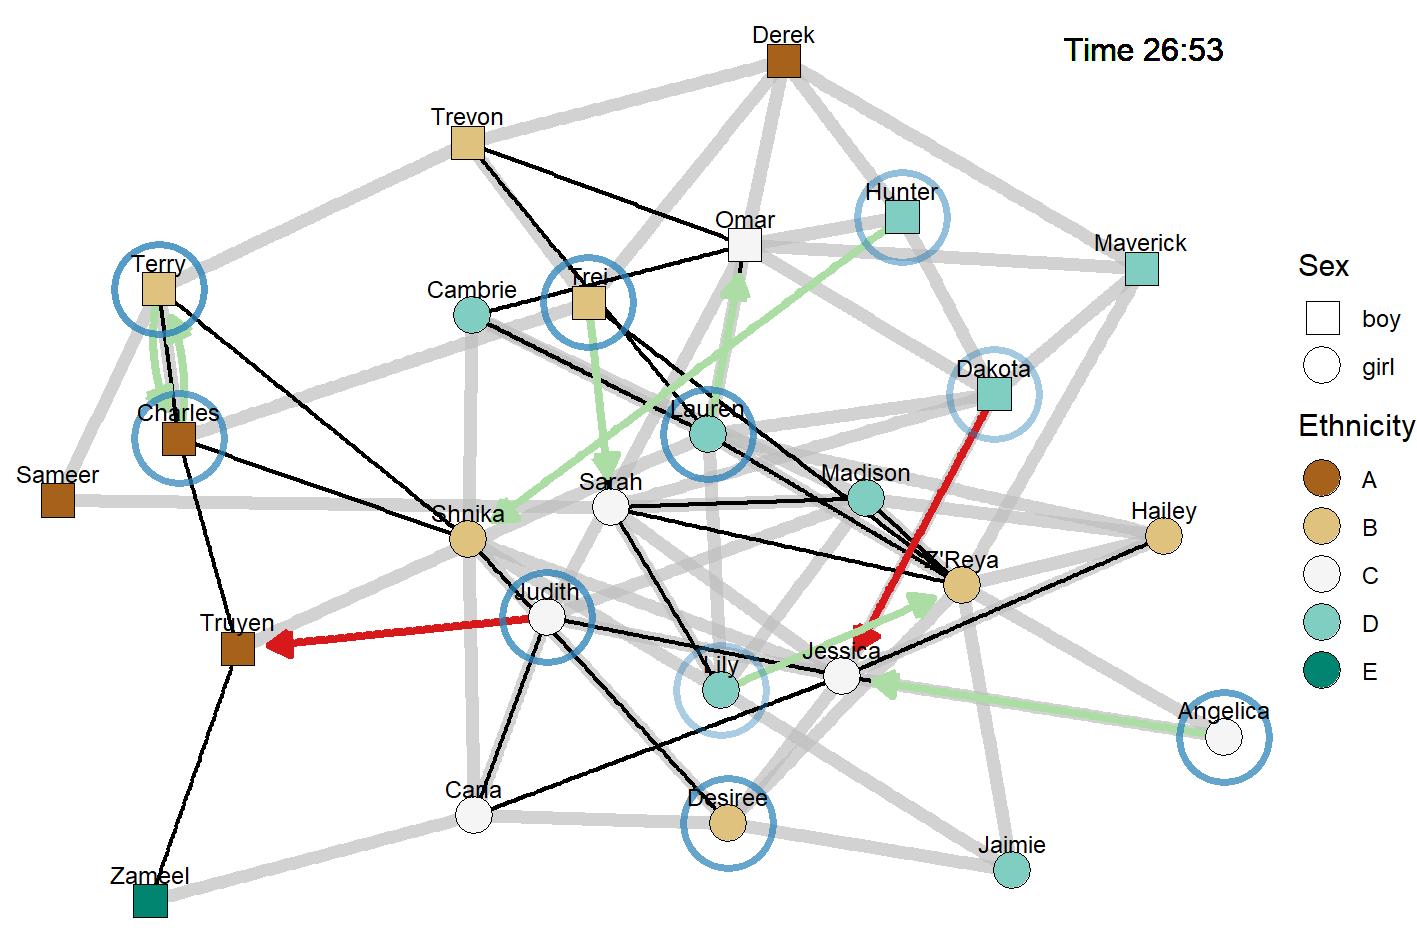 Derek
Time 26:53
Trevon
Hunter
Omar
Maverick
Terry
Trei
Cambrie
Sex
boy
girl
Dakota
Charles
Lauren
Ethnicity
Sameer
Sarah
Madison
A
Shnika
Hailey
B
Z'Reya
C
Judith
Truyen
D
Lily
Jessica
E
Angelica
Carla
Desiree
Jaimie
Zameel